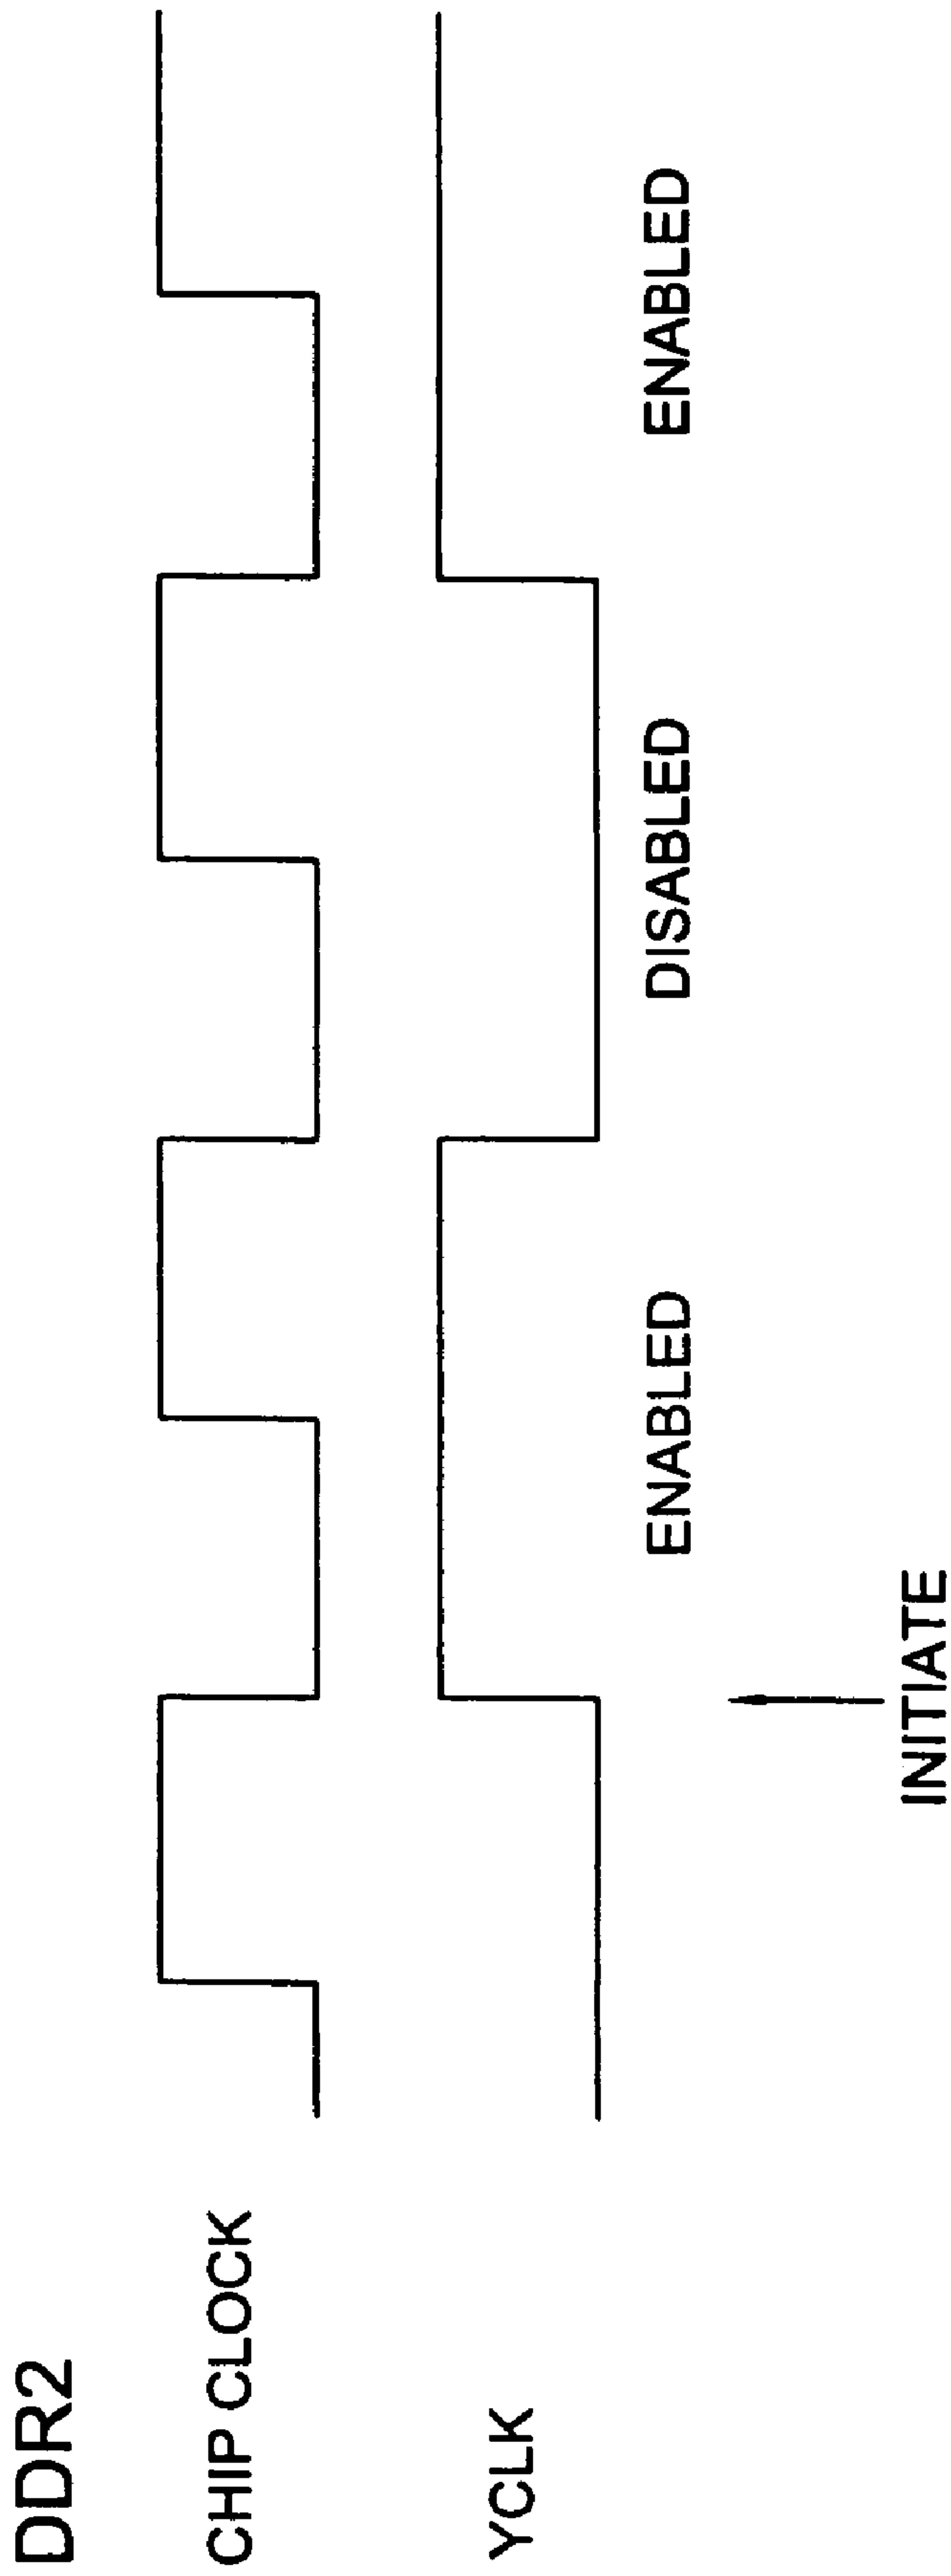 DDR2
CHIP CLOCK
YCLK
ENABLED
DISABLED
ENABLED
INITIATE